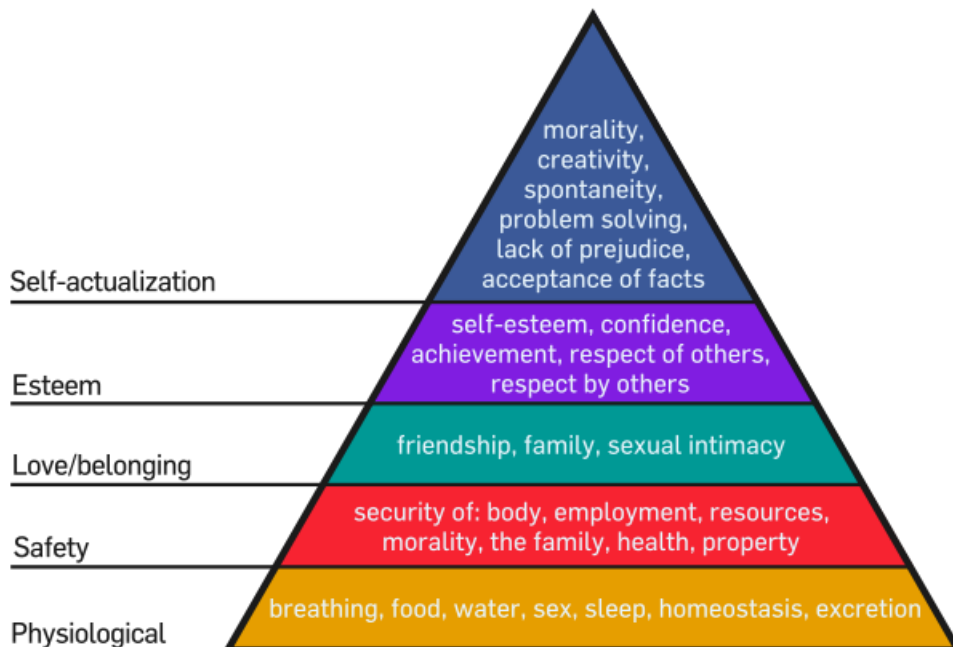 morality,
creativity,
spontaneity,
problem solving,
lack of prejudice,
acceptance of facts
Self-actualization
self-esteem, confidence,
achievement, respect of others,
respect by others
Esteem
friendship, family, sexual intimacy
Love/belonging
security of: body, employment, resources,
morality, the family, health, property
Safety
breathing, food, water, sex, sleep, homeostasis, excretion
Physiological